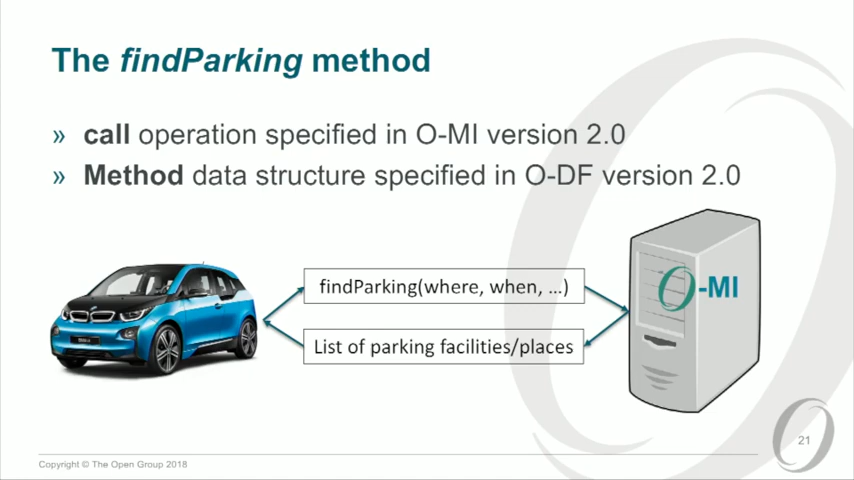 The findParking method
» call operation specified in O-MI version 2.0
» Method data structure specified in O-DF version 2.0
findParking(where, when, ...)
O-MI
List of parking facilities/places
21
Copyright © The Open Group 2018